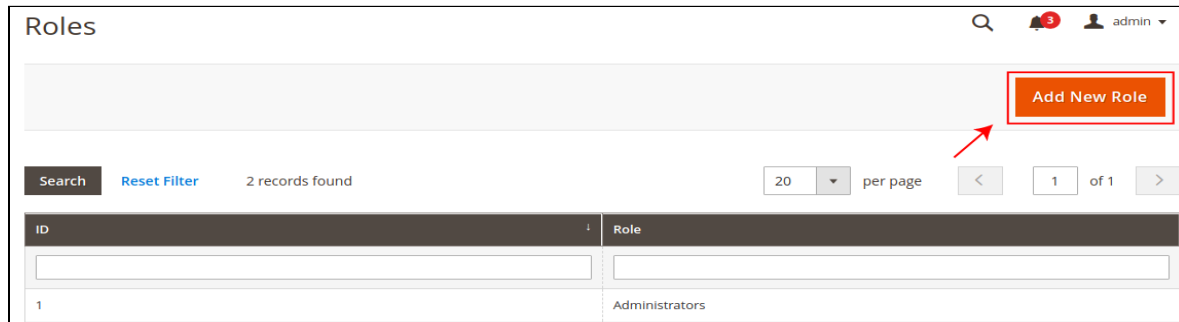 Roles
3
admin
Add New Role
Search Reset Filter 2 records found 20 per page 1 of 1
ID Role
1 Administrators